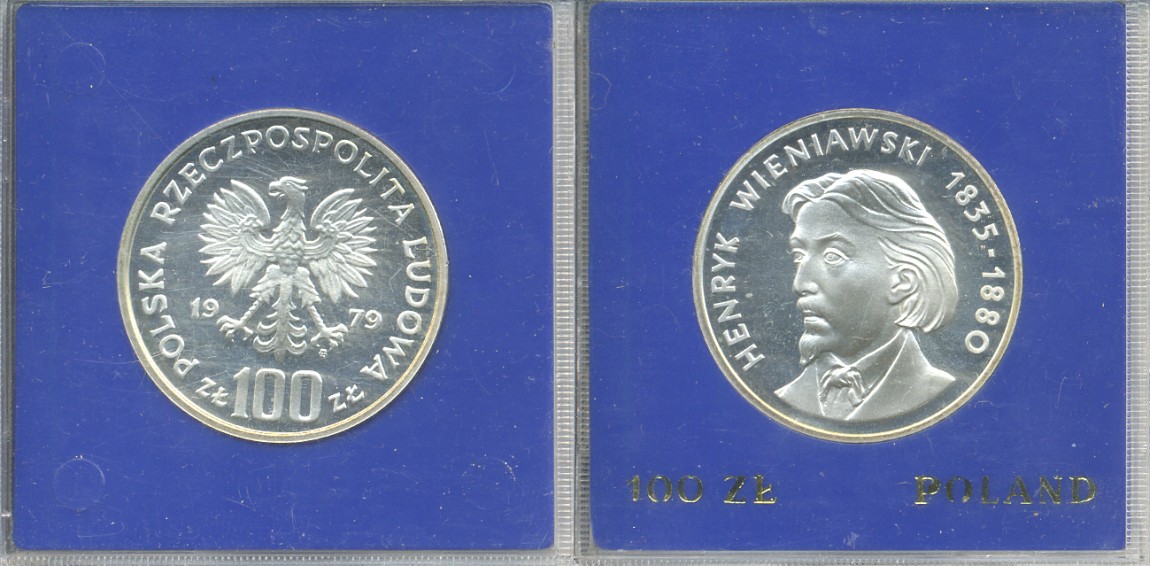 POLSKA RZECZPOSPOLITA LUDOWA
19 79
ZŁ 100 ZŁ
HENRYK WIENIAWSKI 1835-1880
100 ZŁ POLAND